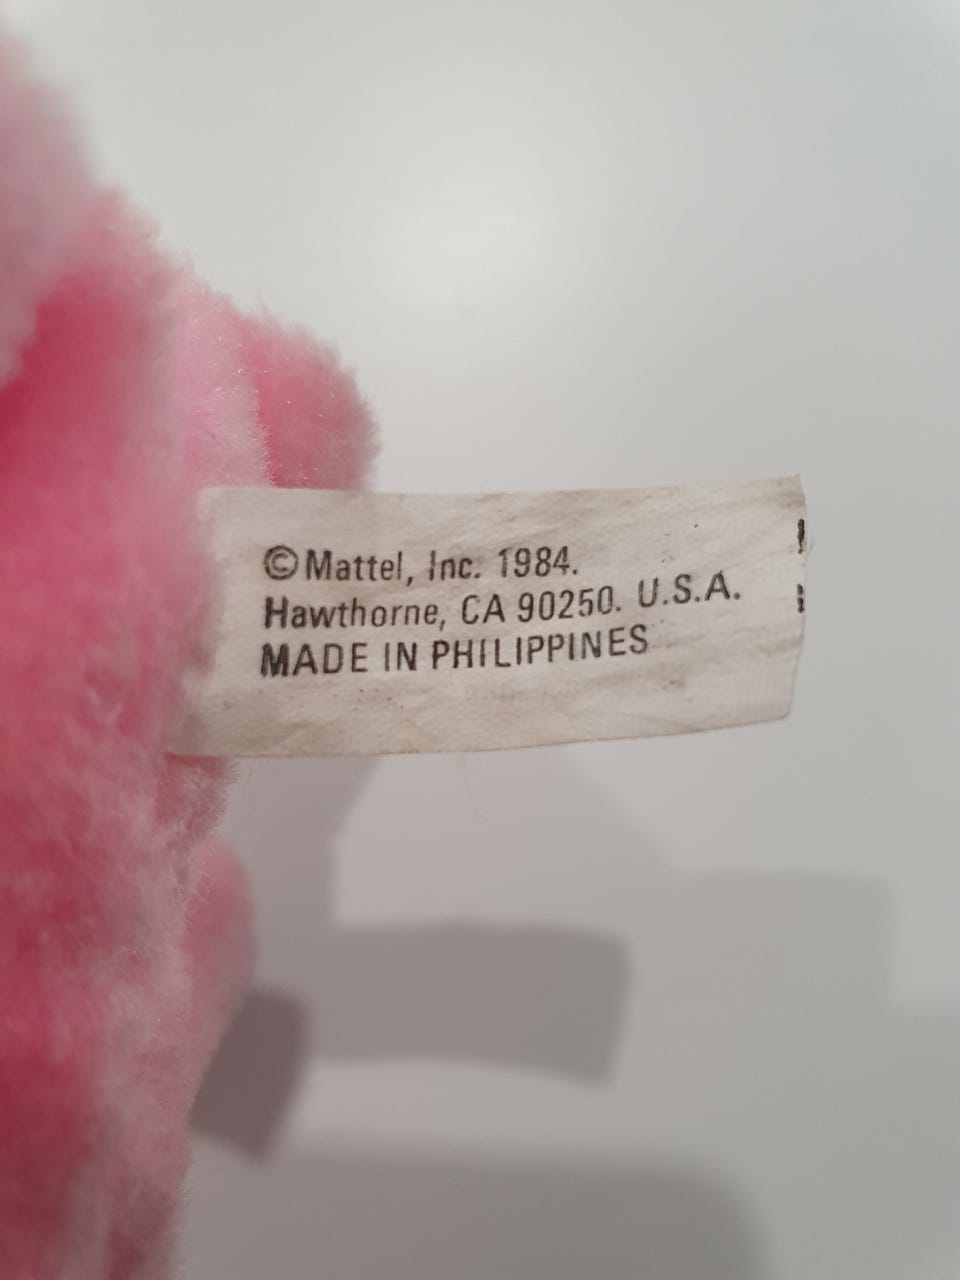 ©Mattel, Inc. 1984.
Hawthorne, CA 90250. U.S.A.
MADE IN PHILIPPINES